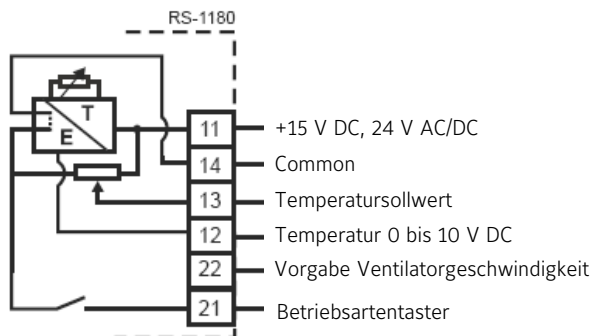 RS-1180
T
E
11 +15 V DC, 24 V AC/DC
14 Common
13 Temperatursollwert
12 Temperatur 0 bis 10 V DC
22 Vorgabe Ventilatorgeschwindigkeit
21 Betriebsartentaster